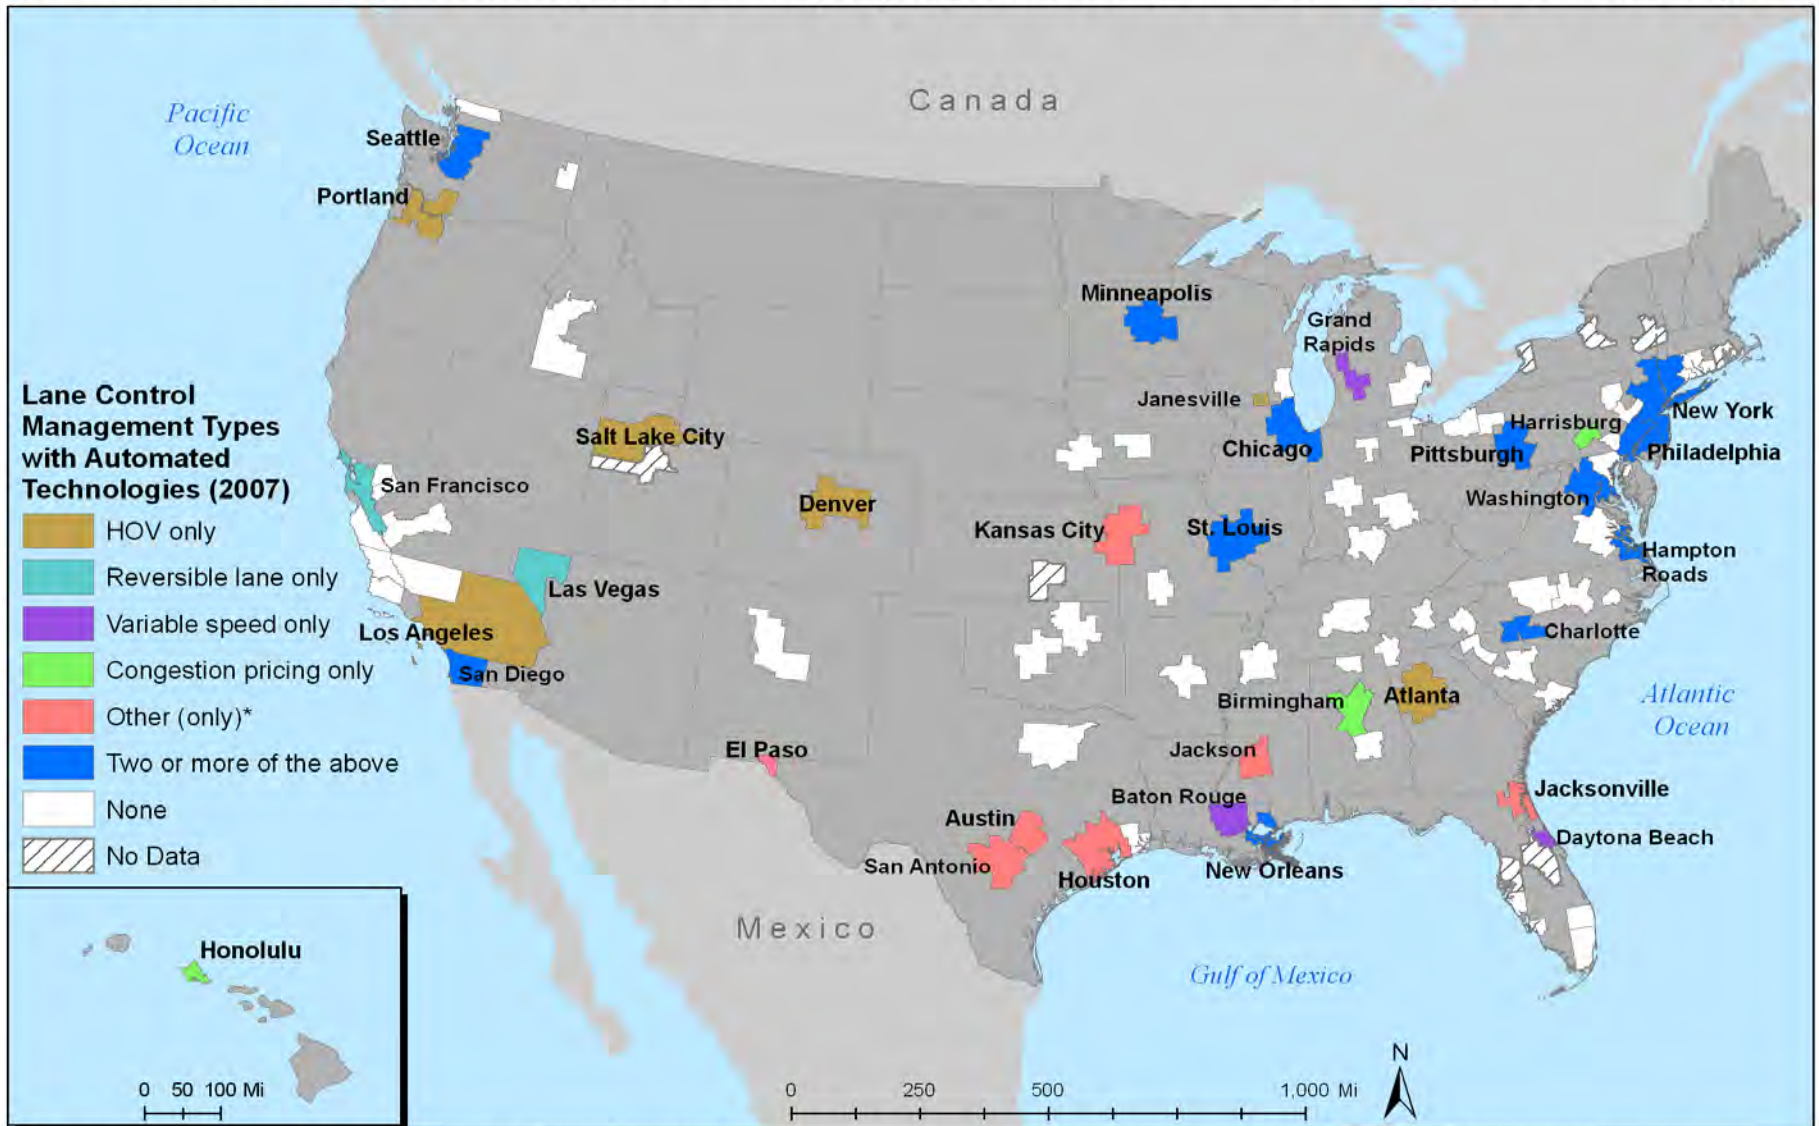 Canada
Pacific
Ocean
Seattle
Portland
Minneapolis
Grand
Rapids
Janesville
Chicago
Harrisburg
New York
Pittsburgh
Philadelphia
Washington
Hampton
Roads
Salt Lake City
San Francisco
Denver
Kansas City
St. Louis
Las Vegas
Los Angeles
San Diego
Charlotte
Birmingham
Atlanta
Atlantic
Ocean
El Paso
Jackson
Baton Rouge
Jacksonville
Daytona Beach
Austin
San Antonio
Houston
New Orleans
Mexico
Gulf of Mexico
Lane Control
Management Types
with Automated
Technologies (2007)
HOV only
Reversible lane only
Variable speed only
Congestion pricing only
Other (only)*
Two or more of the above
None
No Data
Honolulu
0 50 100 Mi
0 250 500 1,000 Mi
N